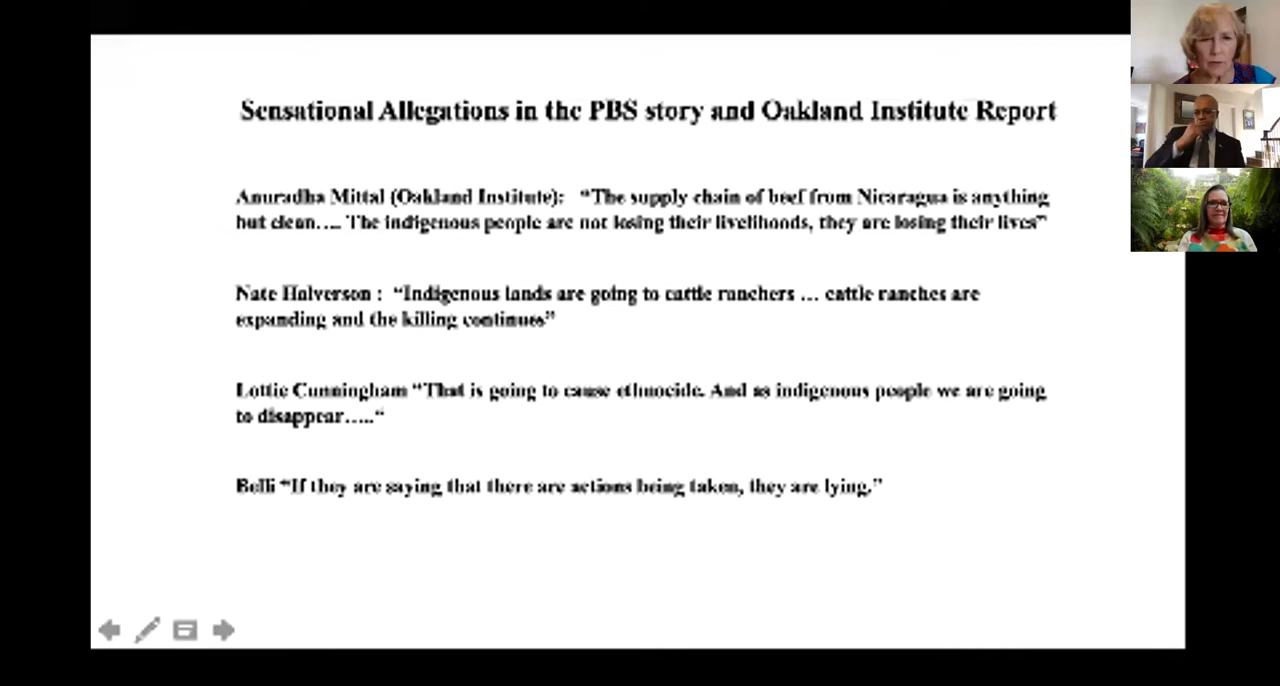 Sensational Allegations in the PBS story and Oakland Institute Report
Anuradha Mittal (Oakland Institute): “The supply chain of beef from Nicaragua is anything
but clean…. The indigenous people are not losing their livelihoods, they are losing their lives”
Nate Halverson : “Indigenous lands are going to cattle ranchers … cattle ranches are
expanding and the killing continues”
Lottie Cunningham “That is going to cause ethnocide. And as indigenous people we are going
to disappear…..“
Belli “If they are saying that there are actions being taken, they are lying.”